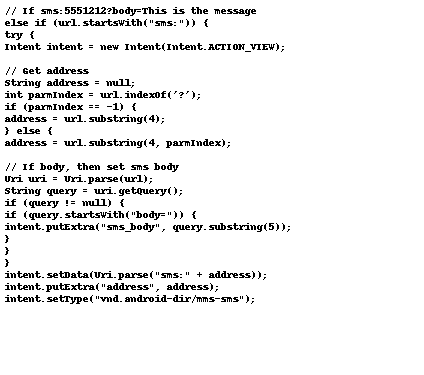 // If sms:5551212?body=This is the message
else if (url.startsWith("sms:")) {
try {
Intent intent = new Intent(Intent.ACTION_VIEW);
// Get address
String address = null;
int parmIndex = url.indexOf('?');
if (parmIndex == -1) {
address = url.substring(4);
} else {
address = url.substring(4, parmIndex);
// If body, then set sms body
Uri uri = Uri.parse(url);
String query = uri.getQuery();
if (query != null) {
if (query.startsWith("body=")) {
intent.putExtra("sms_body", query.substring(5));
}
}
}
intent.setData(Uri.parse("sms:" + address));
intent.putExtra("address", address);
intent.setType("vnd.android-dir/mms-sms");